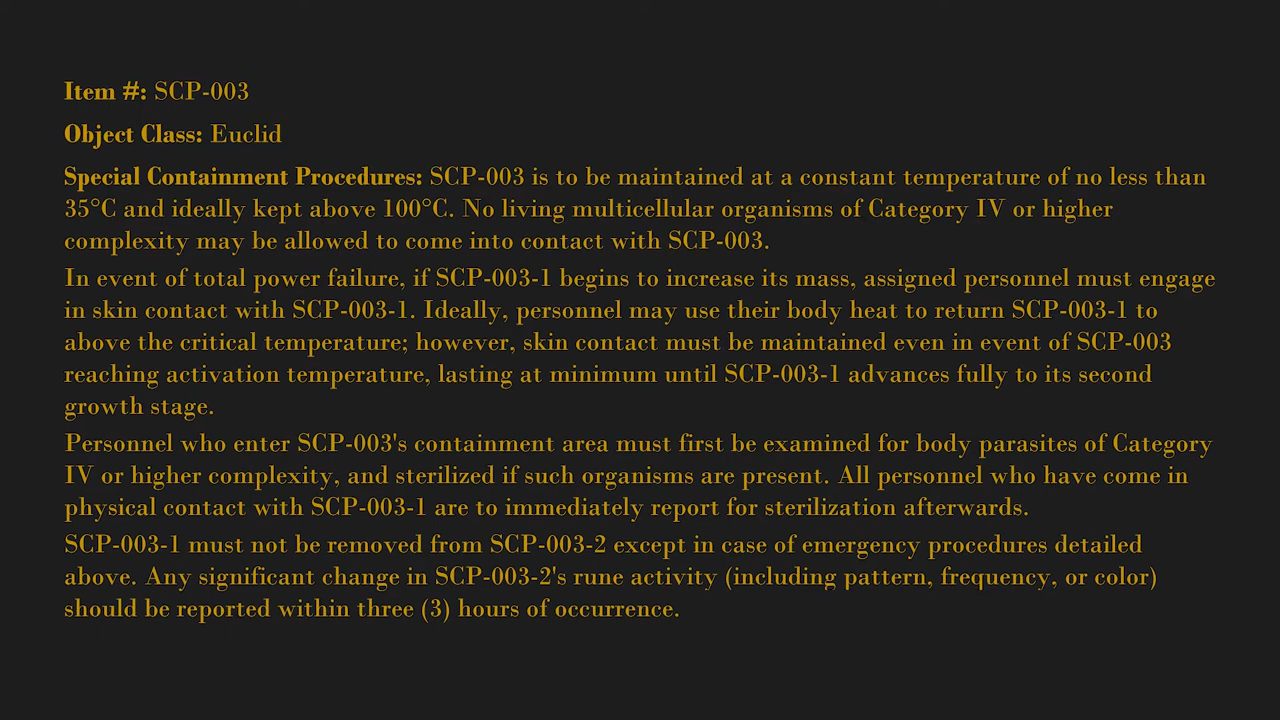 Item #: SCP-003
Object Class: Euclid
Special Containment Procedures: SCP-003 is to be maintained at a constant temperature of no less than
35°C and ideally kept above 100°C. No living multicellular organisms of Category IV or higher
complexity may be allowed to come into contact with SCP-003.
In event of total power failure, if SCP-003-1 begins to increase its mass, assigned personnel must engage
in skin contact with SCP-003-1. Ideally, personnel may use their body heat to return SCP-003-1 to
above the critical temperature; however, skin contact must be maintained even in event of SCP-003
reaching activation temperature, lasting at minimum until SCP-003-1 advances fully to its second
growth stage.
Personnel who enter SCP-003's containment area must first be examined for body parasites of Category
IV or higher complexity, and sterilized if such organisms are present. All personnel who have come in
physical contact with SCP-003-1 are to immediately report for sterilization afterwards.
SCP-003-1 must not be removed from SCP-003-2 except in case of emergency procedures detailed
above. Any significant change in SCP-003-2's rune activity (including pattern, frequency, or color)
should be reported within three (3) hours of occurrence.